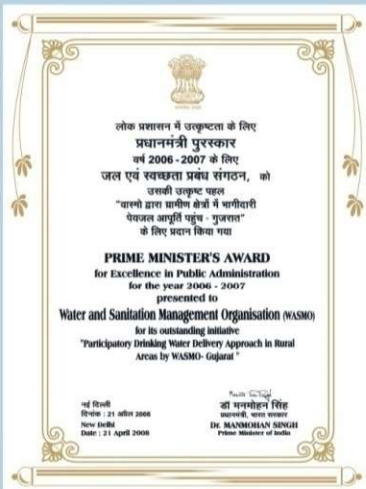 लोक प्रशासन में उत्कृष्टता के लिए
प्रधानमंत्री पुरस्कार
वर्ष 2006 - 2007 के लिए
जल एवं स्वच्छता प्रबंध संगठन, को
उसकी उत्कृष्ट पहल
"वास्मो द्वारा ग्रामीण क्षेत्रों में भागीदारी
पेयजल आपूर्ति पहुंच - गुजरात"
के लिए प्रदान किया गया
PRIME MINISTER'S AWARD
for Excellence in Public Administration
for the year 2006 - 2007
presented to
Water and Sanitation Management Organisation (WASMO)
for its outstanding initiative
"Participatory Drinking Water Delivery Approach in Rural
Areas by WASMO- Gujarat "
नई दिल्ली
दिनांक : 21 अप्रैल 2008
New Delhi
Date : 21 April 2008
डॉ मनमोहन सिंह
प्रधानमंत्री, भारत सरकार
Dr. MANMOHAN SINGH
Prime Minister of India